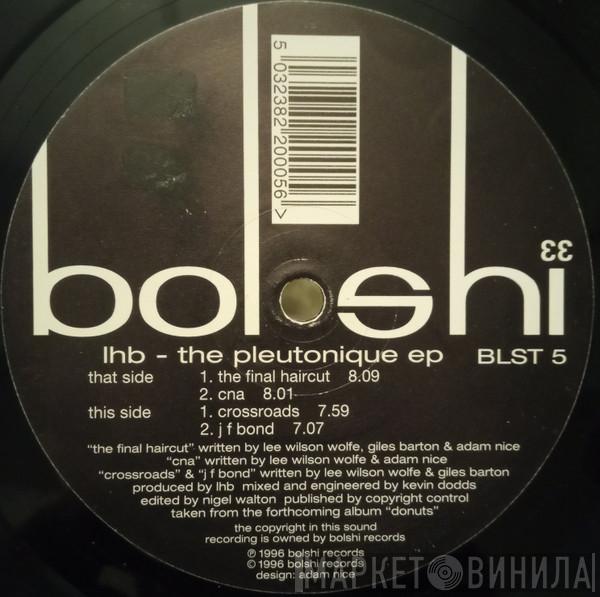 5 032382 200056 >
33
bolshi
lhb - the pleutonique ep BLST 5
that side 1. the final haircut 8.09
2. cna 8.01
this side 1. crossroads 7.59
2. j f bond 7.07
"the final haircut" written by lee wilson wolfe, giles barton & adam nice
"cna" written by lee wilson wolfe & adam nice
"crossroads" & "j f bond" written by lee wilson wolfe & giles barton
produced by lhb mixed and engineered by kevin dodds
edited by nigel walton published by copyright control
taken from the forthcoming album "donuts"
the copyright in this sound
recording is owned by bolshi records
℗ 1996 bolshi records
© 1996 bolshi records
design: adam nice
МАРКЕТ ВИНИЛА